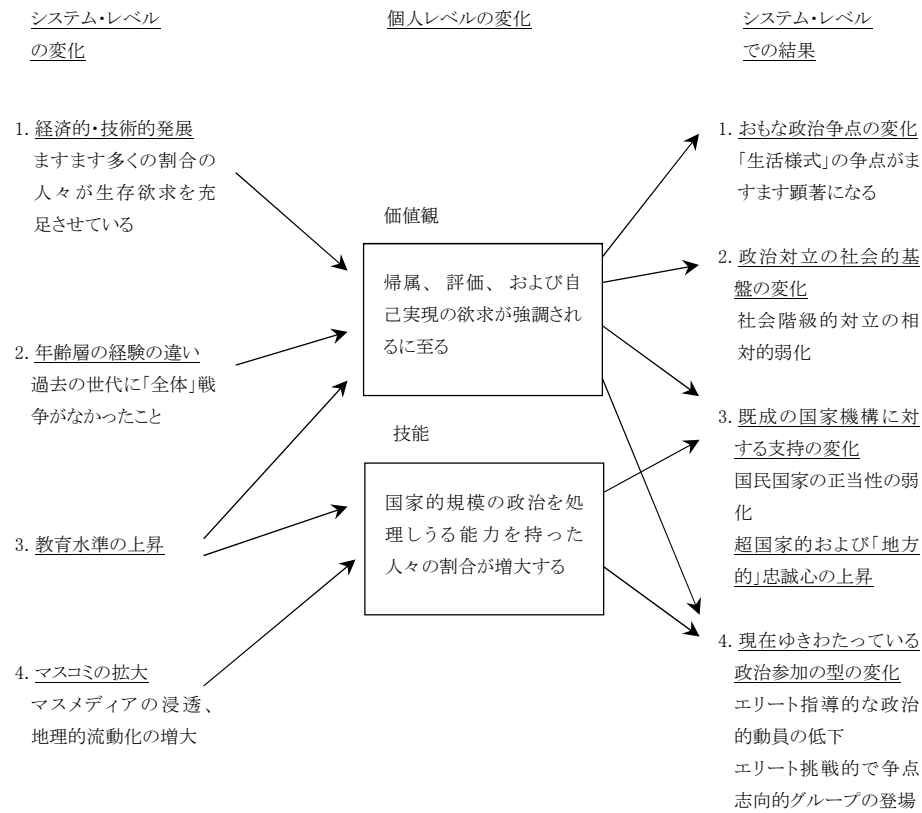 システム・レベル
の変化
1. 経済的・技術的発展
ますます多くの割合の
人々が生存欲求を充
足させている
2. 年齢層の経験の違い
過去の世代に「全体」戦
争がなかったこと
3. 教育水準の上昇
4. マスコミの拡大
マスメディアの浸透、
地理的流動化の増大
個人レベルの変化
価値観
帰属、評価、および自
己実現の欲求が強調され
るに至る
技能
国家的規模の政治を処
理しうる能力を持った
人々の割合が増大する
システム・レベル
での結果
1. おもな政治争点の変化
「生活様式」の争点がま
すます顕著になる
2. 政治対立の社会的基
盤の変化
社会階級的対立の相
対的弱化
3. 既成の国家機構に対
する支持の変化
国民国家の正当性の弱
化
超国家的および「地方
的」忠誠心の上昇
4. 現在ゆきわたっている
政治参加の型の変化
エリート指導的な政治
的動員の低下
エリート挑戦的で争点
志向的グループの登場